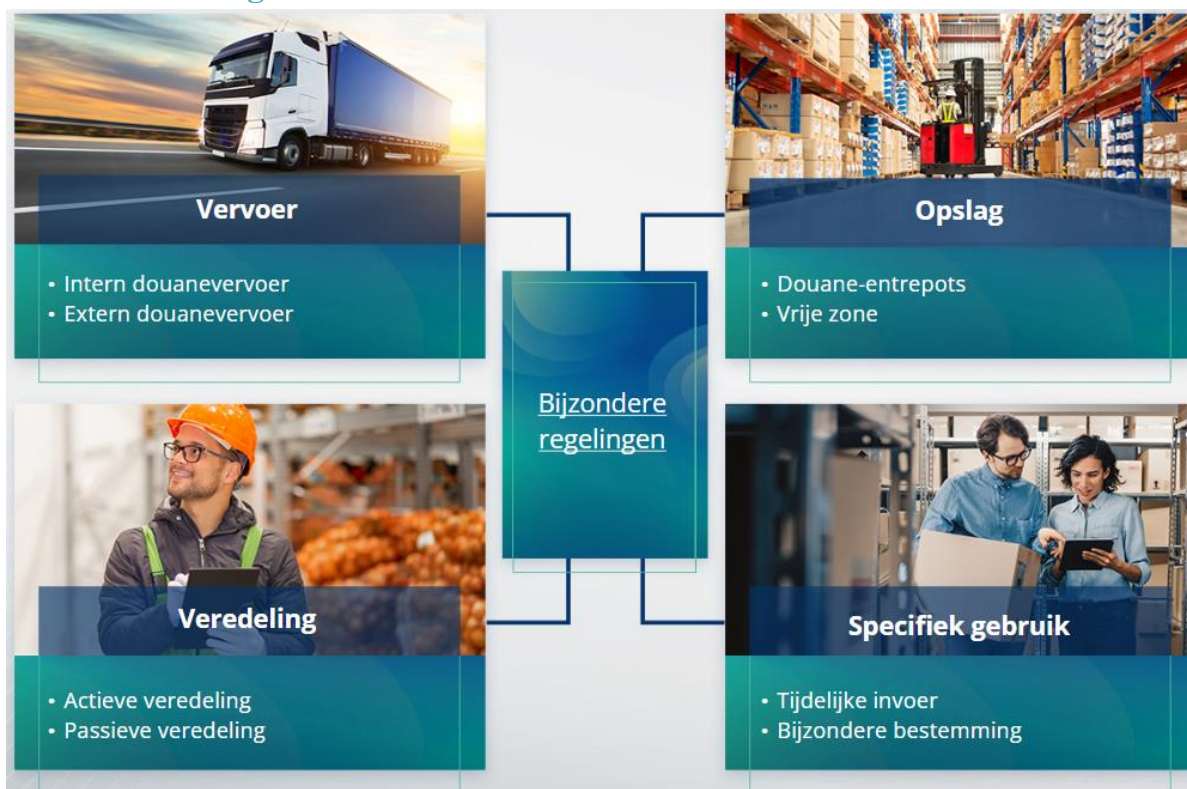 Vervoer
• Intern douanevervoer
• Extern douanevervoer
Opslag
• Douane-entrepots
• Vrije zone
Bijzondere
regelingen
Veredeling
• Actieve veredeling
• Passieve veredeling
Specifiek gebruik
• Tijdelijke invoer
• Bijzondere bestemming